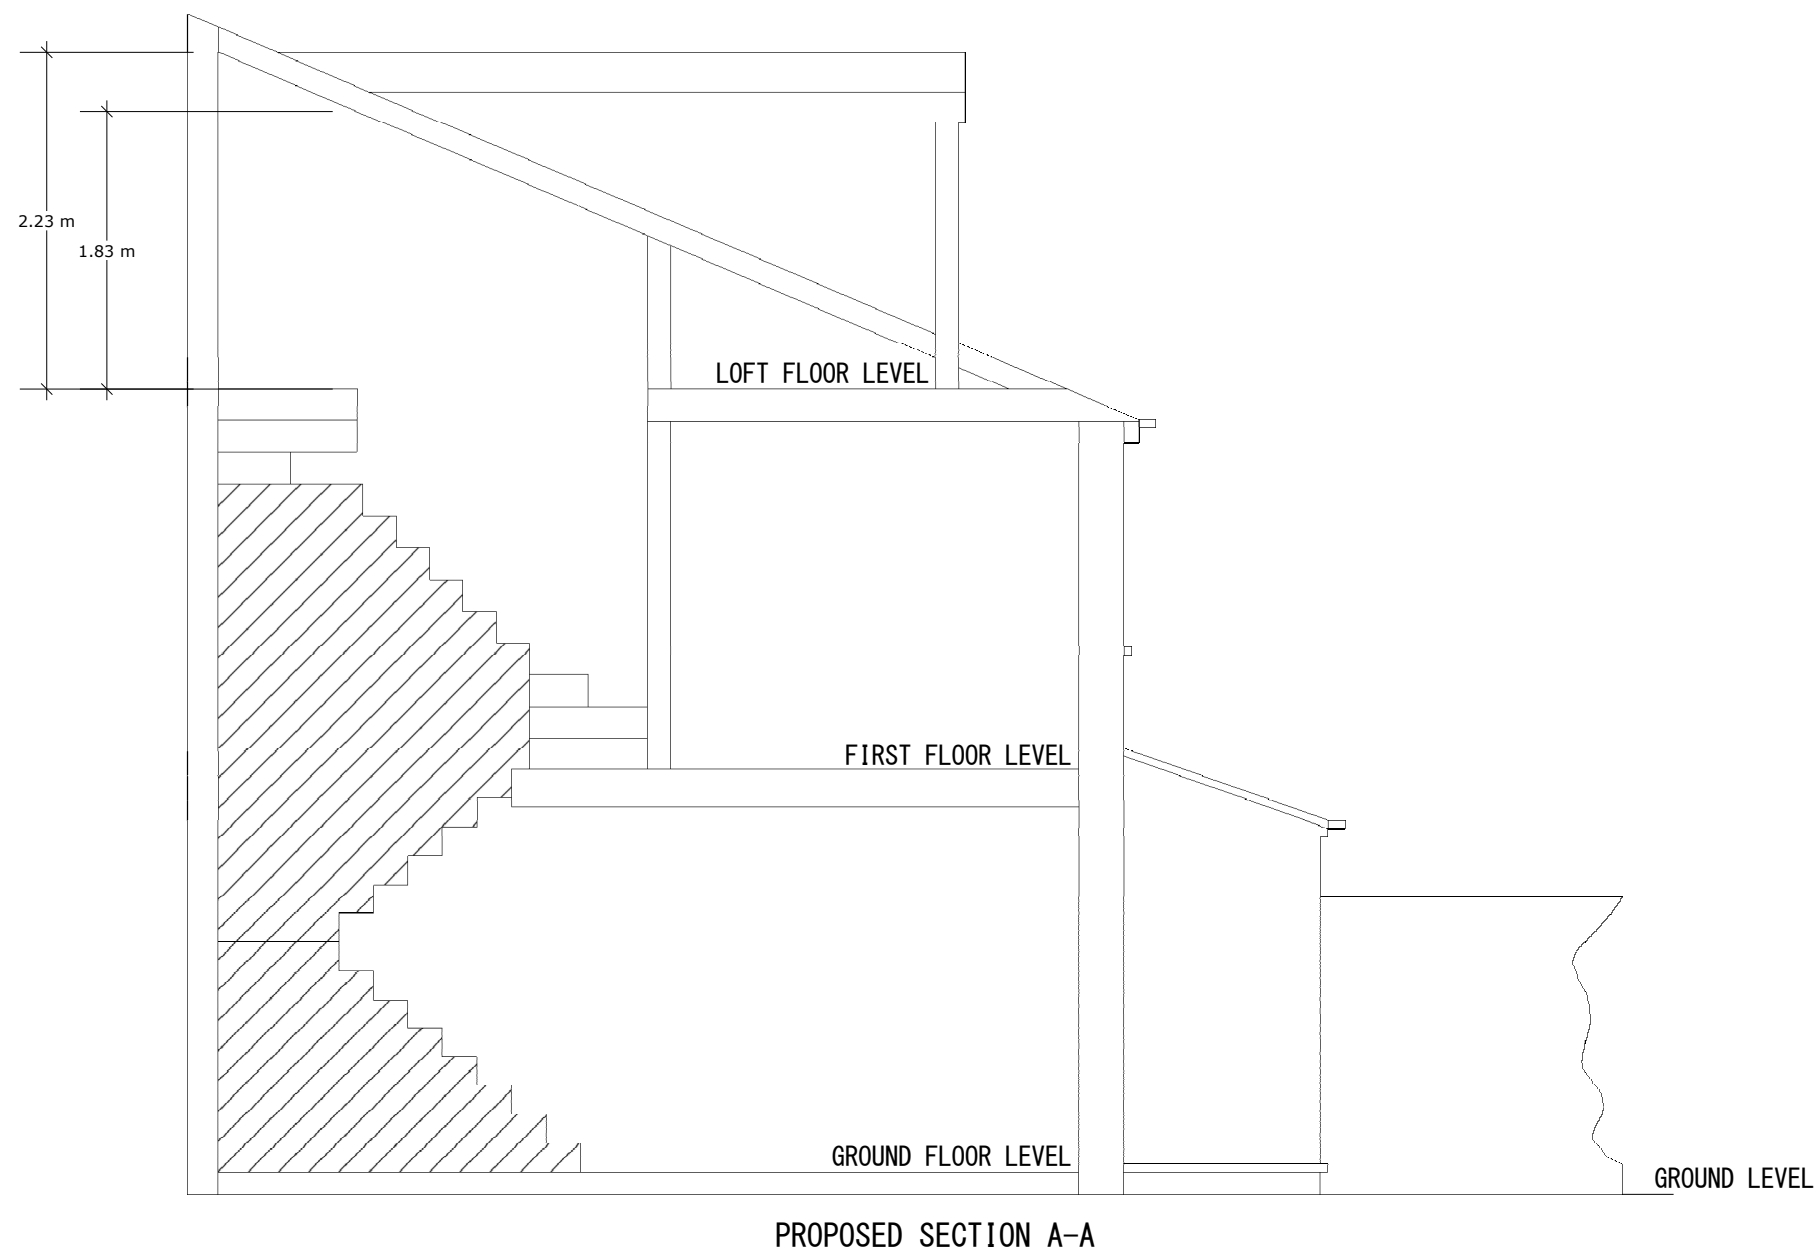 2.23 m
1.83 m
LOFT FLOOR LEVEL
FIRST FLOOR LEVEL
GROUND FLOOR LEVEL
GROUND LEVEL
PROPOSED SECTION A-A